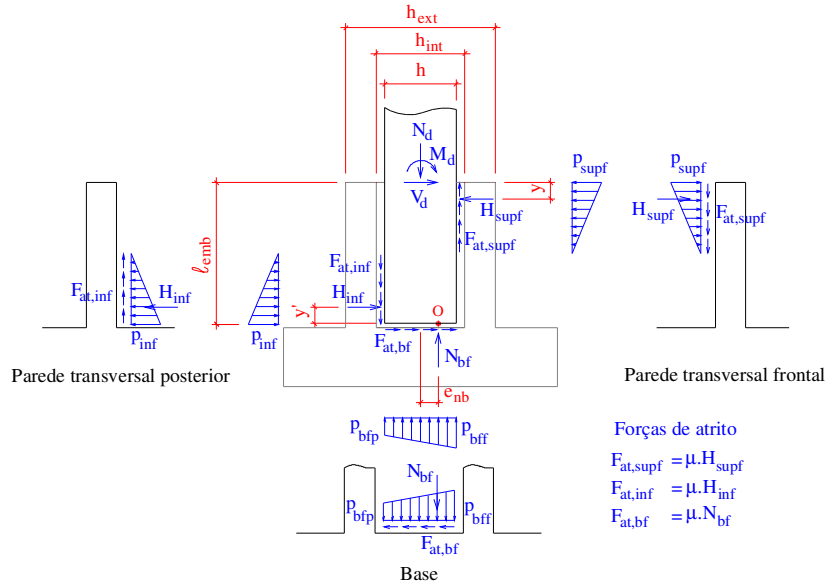 h_ext
h_int
h
N_d
M_d
V_d
y
p_supf
p_supf
H_supf
H_supf
F_at,supf
F_at,supf
ℓ_emb
F_at,inf
H_inf
F_at,inf
H_inf
y'
O
p_inf
p_inf
F_at,bf
N_bf
Parede transversal posterior
Parede transversal frontal
e_nb
p_bfp
p_bff
Forças de atrito
F_at,supf = μ.H_supf
F_at,inf = μ.H_inf
F_at,bf = μ.N_bf
N_bf
p_bfp
p_bff
F_at,bf
Base